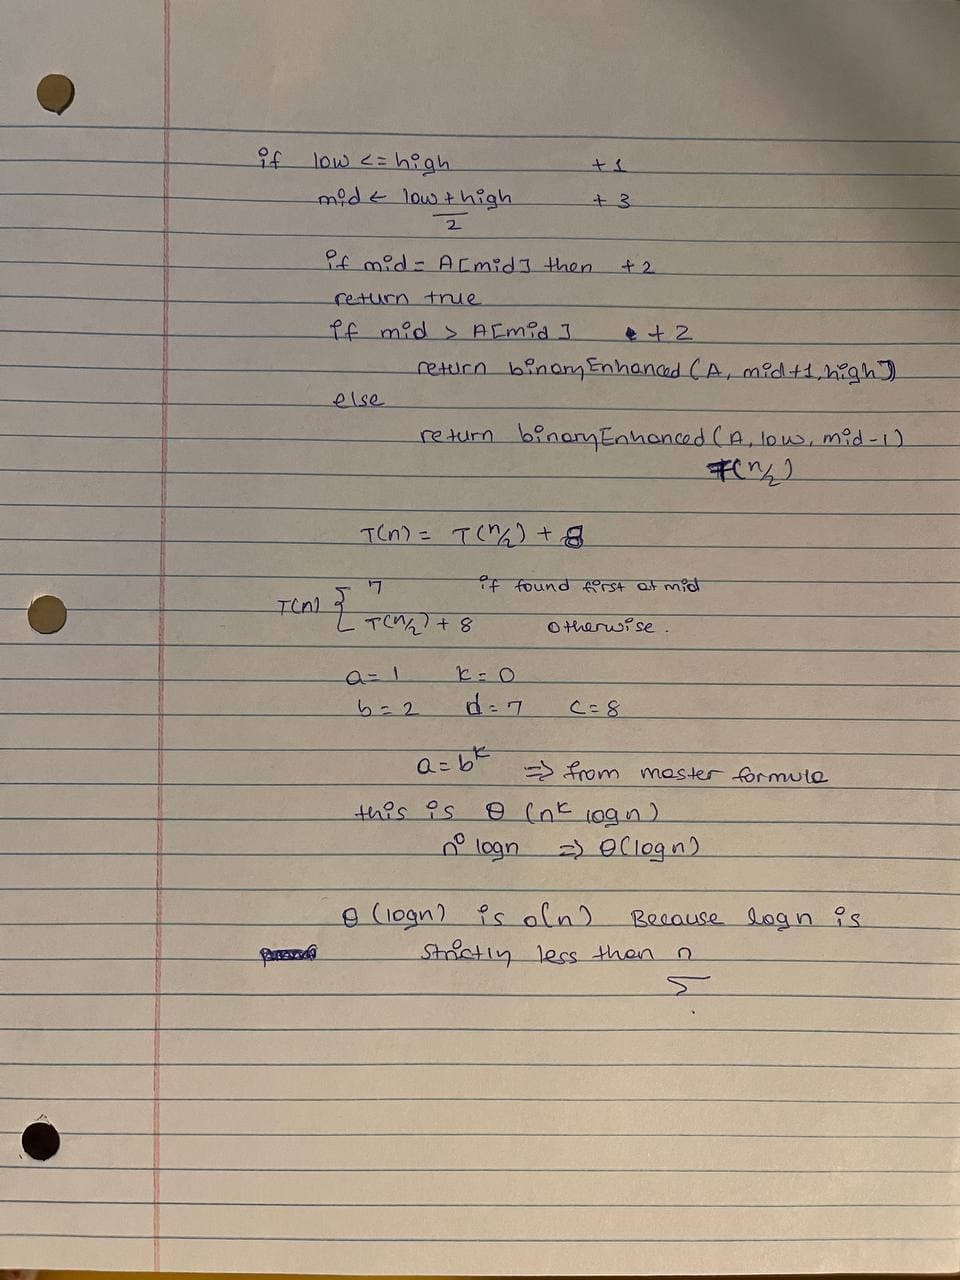 if low <= high +1
mid ← low + high +3
2
if mid = A[mid] then +2
return true
if mid > A[mid] +2
return binaryEnhanced (A, mid+1, high)
else
return binaryEnhanced (A, low, mid-1)
T(n/2)
T(n) = T(n/2) + 8
7 if found first at mid
T(n) {
T(n/2) + 8 otherwise.
a = 1 k = 0
b = 2 d = 7 c = 8
a = b^k => from master formula
this is θ (n^k log n)
n^0 log n => θ(log n)
θ (log n) is o(n) Because log n is
strictly less than n